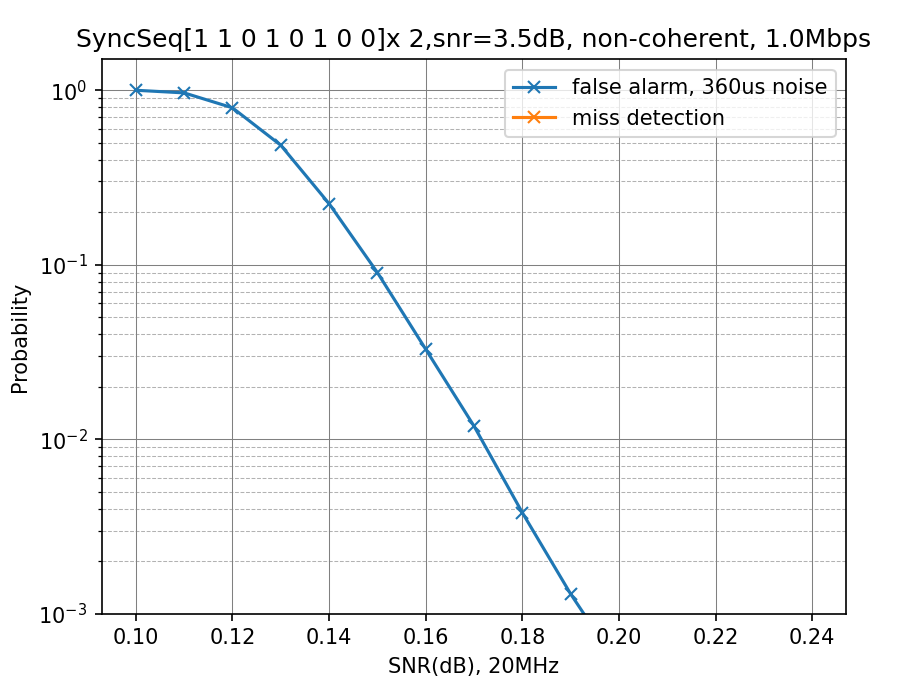 SyncSeq[1 1 0 1 0 1 0 0]x 2,snr=3.5dB, non-coherent, 1.0Mbps
false alarm, 360us noise
miss detection
Probability
10⁰
10⁻¹
10⁻²
10⁻³
0.10 0.12 0.14 0.16 0.18 0.20 0.22 0.24
SNR(dB), 20MHz